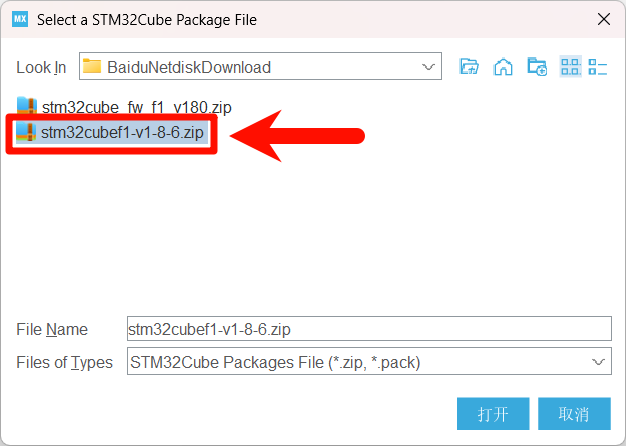 MX Select a STM32Cube Package File
Look In BaiduNetdiskDownload
stm32cube_fw_f1_v180.zip
stm32cubef1-v1-8-6.zip
File Name stm32cubef1-v1-8-6.zip
Files of Types STM32Cube Packages File (*.zip, *.pack)
打开 取消